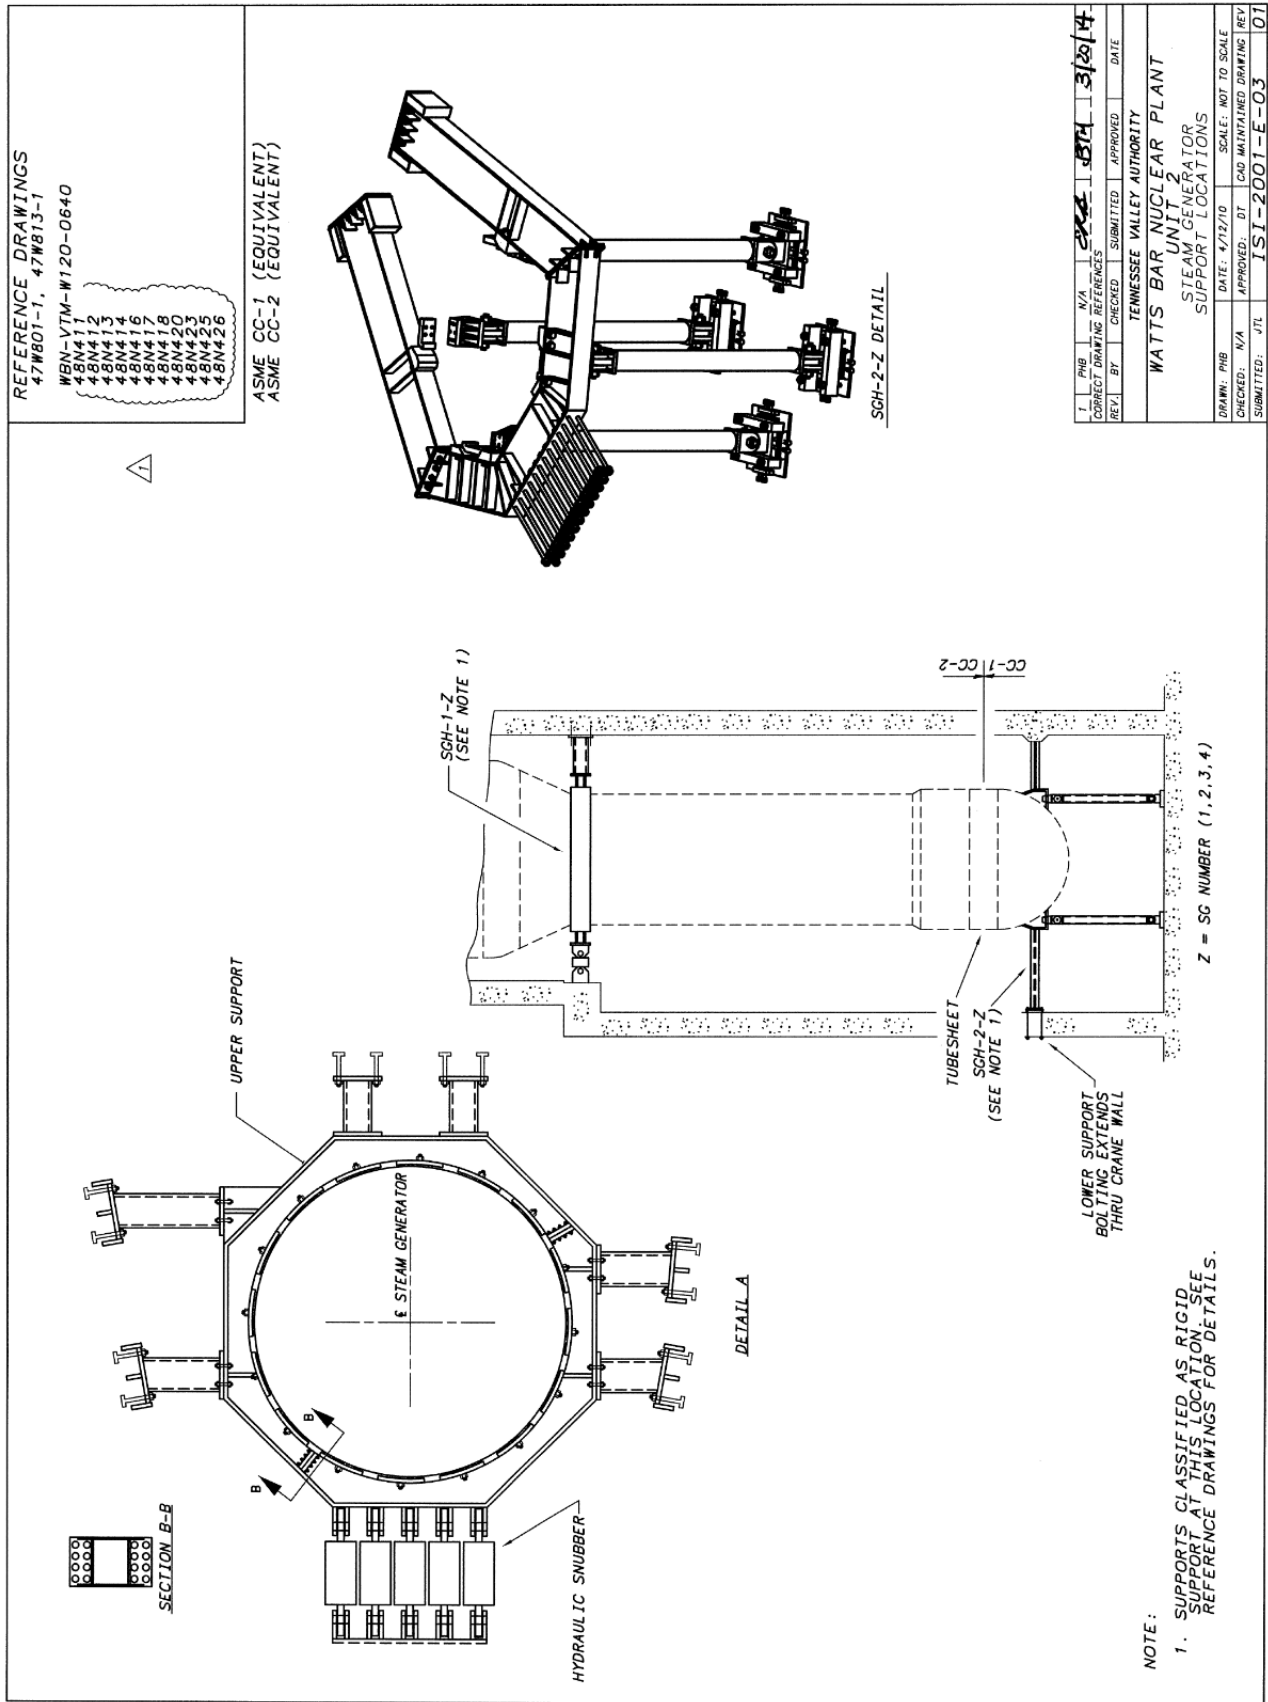 REFERENCE DRAWINGS
47W801-1, 47W813-1
WBN-VTM-W120-0640
48N411
48N412
48N413
48N414
48N416
48N417
48N418
48N420
48N423
48N425
48N426
1
ASME CC-1 (EQUIVALENT)
ASME CC-2 (EQUIVALENT)
SECTION B-B
B
B
UPPER SUPPORT
℄ STEAM GENERATOR
HYDRAULIC SNUBBER
DETAIL A
SGH-1-Z
(SEE NOTE 1)
SGH-2-Z DETAIL
CC-2
CC-1
TUBESHEET
SGH-2-Z
(SEE NOTE 1)
LOWER SUPPORT
BOLTING EXTENDS
THRU CRANE WALL
Z = SG NUMBER (1,2,3,4)
NOTE:
1. SUPPORTS CLASSIFIED AS RIGID
SUPPORT AT THIS LOCATION. SEE
REFERENCE DRAWINGS FOR DETAILS.
1 PHB N/A BTM 3/20/14
CORRECT DRAWING REFERENCES
REV. BY CHECKED SUBMITTED APPROVED DATE
TENNESSEE VALLEY AUTHORITY
WATTS BAR NUCLEAR PLANT
UNIT 2
STEAM GENERATOR
SUPPORT LOCATIONS
DRAWN: PHB DATE: 4/12/10 SCALE: NOT TO SCALE
CHECKED: N/A APPROVED: DT CAD MAINTAINED DRAWING REV
SUBMITTED: JTL ISI-2001-E-03 01